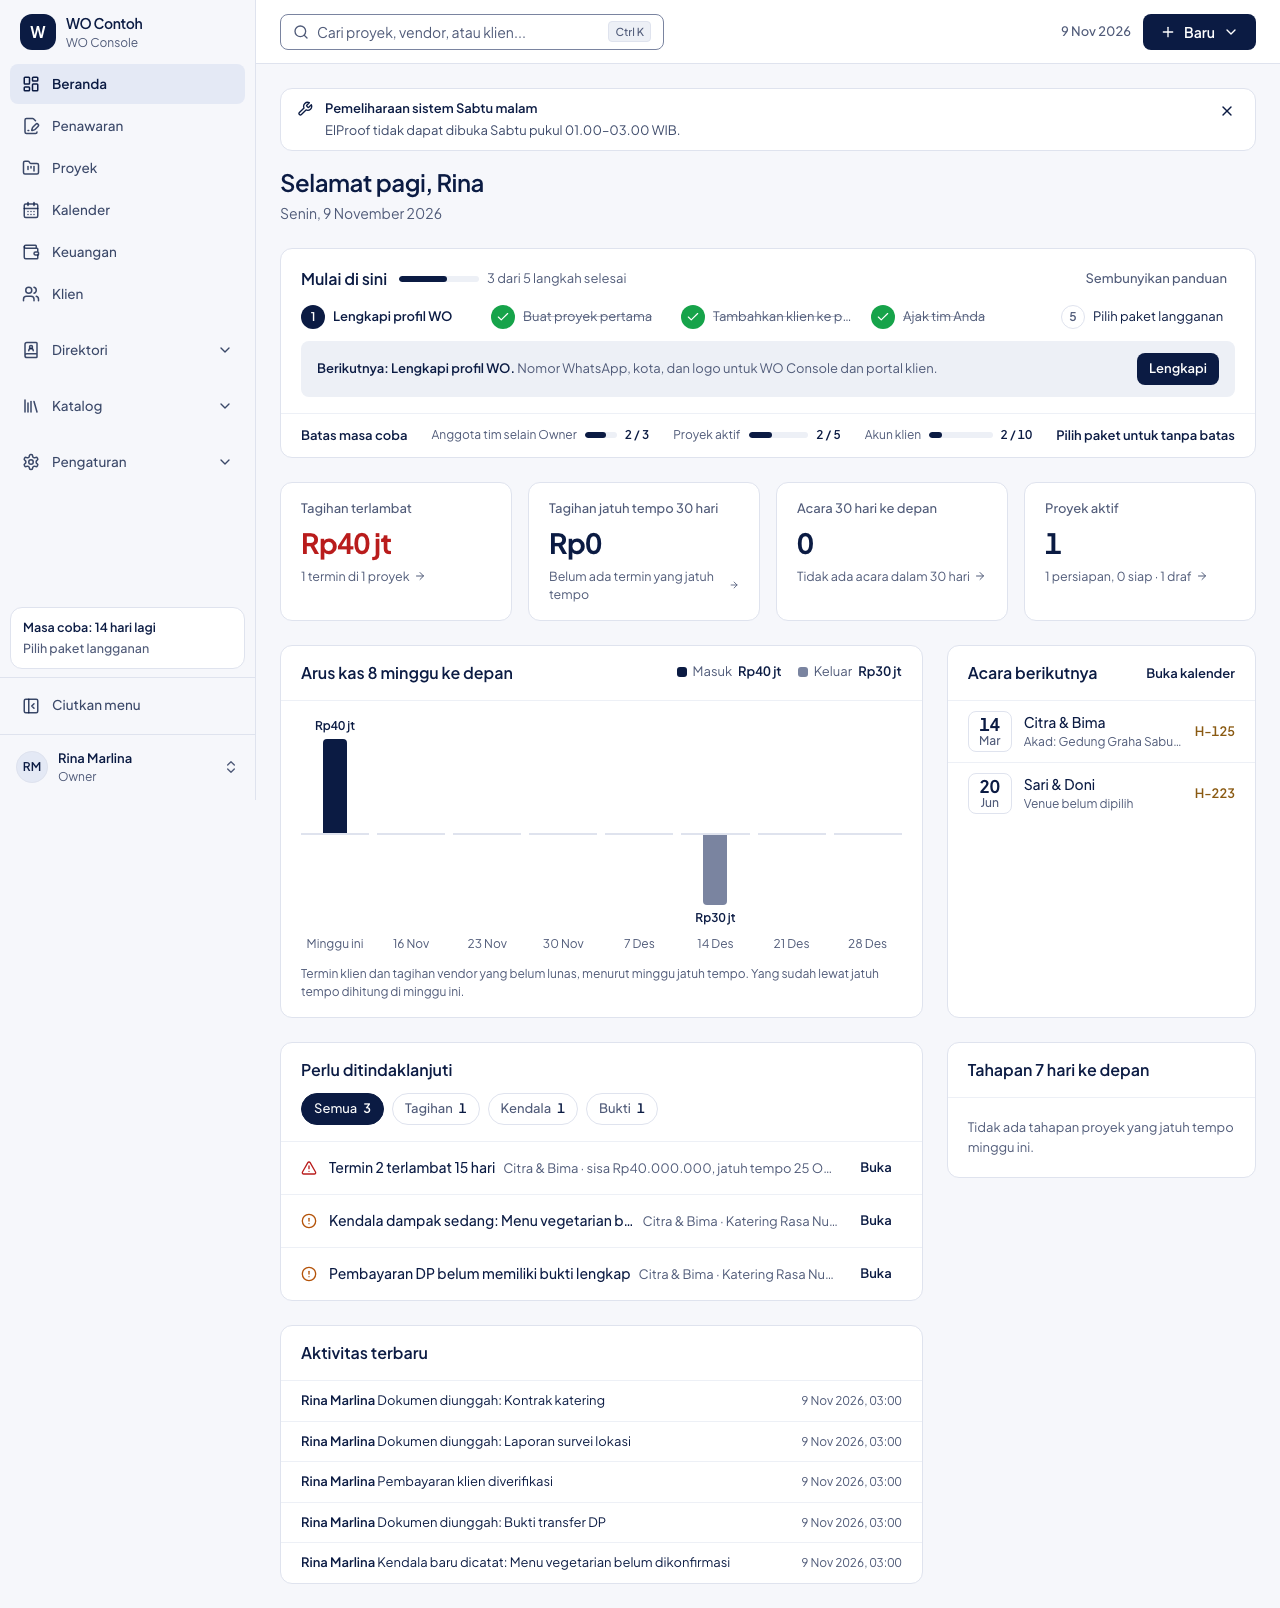 W
WO Contoh
WO Console
Beranda
Penawaran
Proyek
Kalender
Keuangan
Klien
Direktori
Katalog
Pengaturan
Masa coba: 14 hari lagi
Pilih paket langganan
Ciutkan menu
RM
Rina Marlina
Owner
Cari proyek, vendor, atau klien...
Ctrl K
9 Nov 2026
Baru
Pemeliharaan sistem Sabtu malam
ElProof tidak dapat dibuka Sabtu pukul 01.00–03.00 WIB.
Selamat pagi, Rina
Senin, 9 November 2026
Mulai di sini
3 dari 5 langkah selesai
Sembunyikan panduan
1 Lengkapi profil WO
Buat proyek pertama
Tambahkan klien ke p...
Ajak tim Anda
5 Pilih paket langganan
Berikutnya: Lengkapi profil WO. Nomor WhatsApp, kota, dan logo untuk WO Console dan portal klien.
Lengkapi
Batas masa coba
Anggota tim selain Owner 2 / 3
Proyek aktif 2 / 5
Akun klien 2 / 10
Pilih paket untuk tanpa batas
Tagihan terlambat
Rp40 jt
1 termin di 1 proyek
Tagihan jatuh tempo 30 hari
Rp0
Belum ada termin yang jatuh
tempo
Acara 30 hari ke depan
0
Tidak ada acara dalam 30 hari
Proyek aktif
1
1 persiapan, 0 siap · 1 draf
Arus kas 8 minggu ke depan
Masuk Rp40 jt
Keluar Rp30 jt
Rp40 jt
Rp30 jt
Minggu ini
16 Nov
23 Nov
30 Nov
7 Des
14 Des
21 Des
28 Des
Termin klien dan tagihan vendor yang belum lunas, menurut minggu jatuh tempo. Yang sudah lewat jatuh
tempo dihitung di minggu ini.
Acara berikutnya
Buka kalender
14
Mar
Citra & Bima
Akad: Gedung Graha Sabu...
H-125
20
Jun
Sari & Doni
Venue belum dipilih
H-223
Perlu ditindaklanjuti
Semua 3
Tagihan 1
Kendala 1
Bukti 1
Termin 2 terlambat 15 hari Citra & Bima · sisa Rp40.000.000, jatuh tempo 25 O... Buka
Kendala dampak sedang: Menu vegetarian b... Citra & Bima · Katering Rasa Nu... Buka
Pembayaran DP belum memiliki bukti lengkap Citra & Bima · Katering Rasa Nu... Buka
Tahapan 7 hari ke depan
Tidak ada tahapan proyek yang jatuh tempo
minggu ini.
Aktivitas terbaru
Rina Marlina Dokumen diunggah: Kontrak katering 9 Nov 2026, 03:00
Rina Marlina Dokumen diunggah: Laporan survei lokasi 9 Nov 2026, 03:00
Rina Marlina Pembayaran klien diverifikasi 9 Nov 2026, 03:00
Rina Marlina Dokumen diunggah: Bukti transfer DP 9 Nov 2026, 03:00
Rina Marlina Kendala baru dicatat: Menu vegetarian belum dikonfirmasi 9 Nov 2026, 03:00